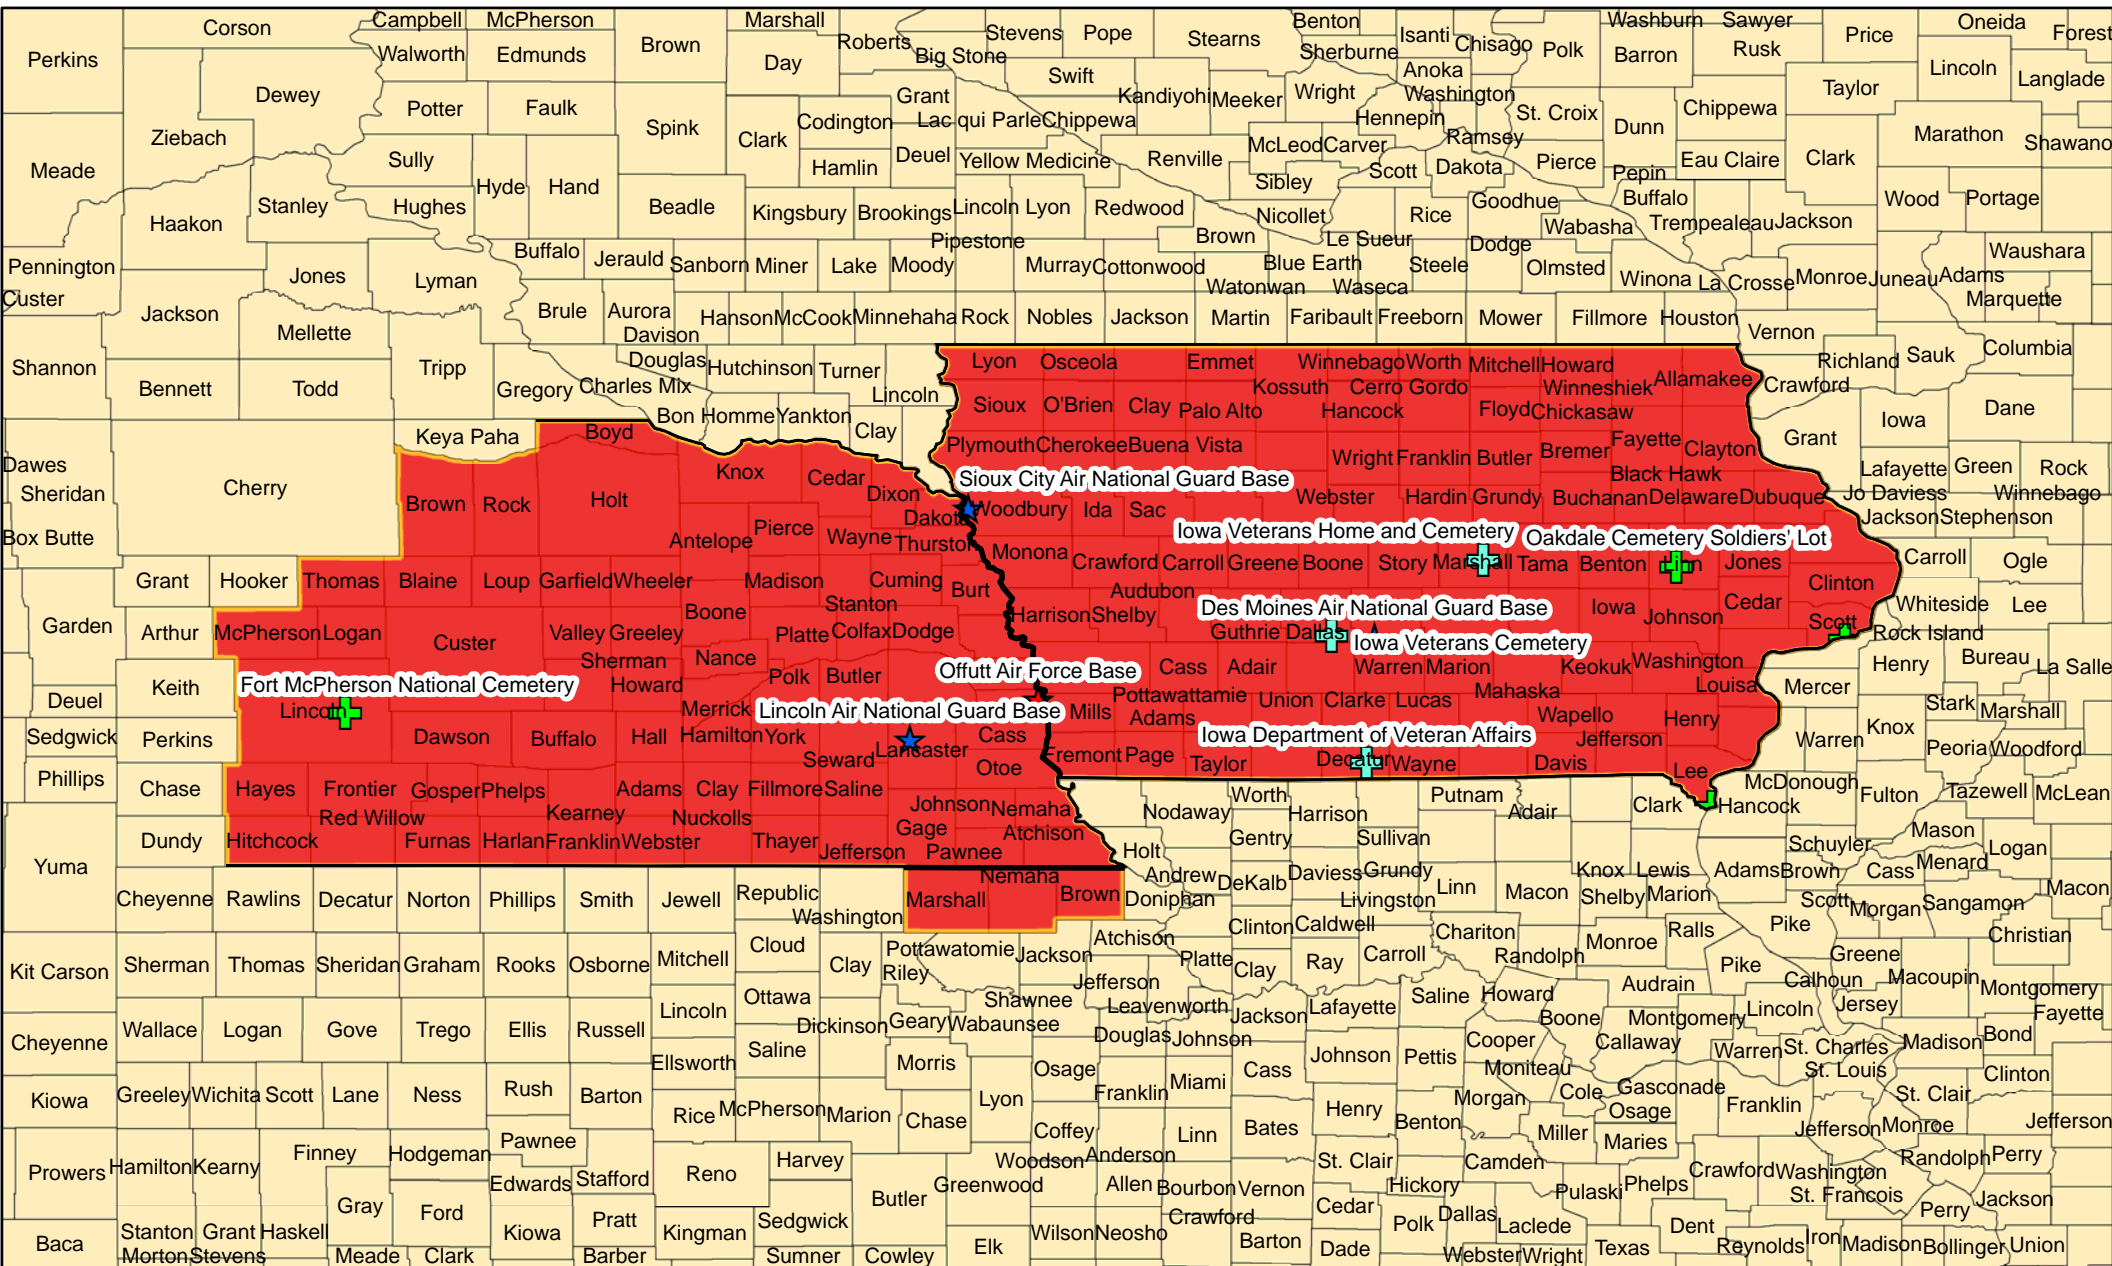 Corson Campbell McPherson Marshall Benton Washburn Sawyer Oneida
Perkins Walworth Edmunds Brown Day Roberts Big Stone Stevens Pope Stearns Sherburne Isanti Chisago Polk Barron Rusk Price Forest
Dewey Swift Anoka Lincoln Langlade
Potter Faulk Grant Kandiyohi Meeker Wright Washington Chippewa Taylor
Ziebach Spink Clark Codington Lac qui Parle Chippewa Hennepin St. Croix Dunn Marathon
Meade Sully Hamlin Deuel Yellow Medicine Renville McLeod Carver Ramsey Shawano
Hyde Hand Sibley Scott Dakota Pierce Pepin Eau Claire Clark
Haakon Stanley Hughes Beadle Kingsbury Brookings Lincoln Lyon Redwood Nicollet Rice Goodhue Buffalo Wood Portage
Brown Le Sueur Wabasha Trempealeau Jackson
Pennington Jones Lyman Buffalo Jerauld Sanborn Miner Lake Moody Pipestone Murray Cottonwood Blue Earth Steele Dodge Olmsted Winona La Crosse Monroe Juneau Adams Waushara
Custer Watonwan Waseca Marquette
Jackson Mellette Brule Aurora Davison Hanson McCook Minnehaha Rock Nobles Jackson Martin Faribault Freeborn Mower Fillmore Houston Vernon
Shannon Tripp Douglas Hutchinson Turner Lyon Osceola Emmet Winnebago Worth Mitchell Howard Richland Sauk Columbia
Bennett Todd Gregory Charles Mix Lincoln Kossuth Cerro Gordo Winneshiek Allamakee Crawford
Bon Homme Yankton Sioux O'Brien Clay Palo Alto Hancock Floyd Chickasaw Iowa Dane
Keya Paha Boyd Clay Plymouth Cherokee Buena Vista Fayette Clayton Grant
Dawes Knox Cedar Wright Franklin Butler Bremer Black Hawk Lafayette Green Rock
Sheridan Cherry Sioux City Air National Guard Base
Brown Rock Holt Dixon Webster Hardin Grundy Buchanan Delaware Dubuque Jo Daviess Winnebago
Dakota Woodbury Ida Sac Jackson Stephenson
Box Butte Antelope Pierce Wayne Thurston Monona Iowa Veterans Home and Cemetery Oakdale Cemetery Soldiers' Lot
Grant Hooker Thomas Blaine Loup Garfield Wheeler Madison Cuming Burt Crawford Carroll Greene Boone Story Marshall Tama Benton Linn Jones Carroll Ogle
Audubon Clinton
Garden Arthur McPherson Logan Custer Valley Greeley Boone Stanton Harrison Shelby Des Moines Air National Guard Base Iowa Johnson Cedar Whiteside Lee
Platte Colfax Dodge Guthrie Dallas Iowa Veterans Cemetery Scott Rock Island
Keith Sherman Nance Cass Adair Warren Marion Keokuk Washington Henry Bureau La Salle
Fort McPherson National Cemetery Howard Polk Butler Offutt Air Force Base Louisa Mercer
Deuel Lincoln Merrick Lincoln Air National Guard Base Mills Pottawattamie Union Clarke Lucas Mahaska Stark Marshall
Adams Wapello Henry Knox
Sedgwick Perkins Dawson Buffalo Hall Hamilton York Cass Iowa Department of Veteran Affairs Jefferson Warren Peoria Woodford
Seward Lancaster Fremont Page
Phillips Chase Hayes Frontier Gosper Phelps Adams Clay Fillmore Saline Otoe Taylor Decatur Wayne Davis Lee McDonough
Fulton Tazewell McLean
Red Willow Kearney Nuckolls Johnson Nemaha Nodaway Worth Harrison Putnam Adair Clark Hancock
Yuma Dundy Hitchcock Furnas Harlan Franklin Webster Thayer Gage Atchison Gentry Sullivan Schuyler Mason
Jefferson Pawnee Holt Logan
Nemaha Andrew DeKalb Daviess Grundy Knox Lewis Adams Brown Cass Menard
Cheyenne Rawlins Decatur Norton Phillips Smith Jewell Republic Marshall Brown Doniphan Livingston Linn Macon Shelby Marion Macon
Washington Scott Morgan Sangamon
Clinton Caldwell Chariton Ralls Pike Christian
Kit Carson Sherman Thomas Sheridan Graham Rooks Osborne Mitchell Cloud Clay Pottawatomie Riley Jackson Atchison Platte Clay Ray Carroll Randolph Monroe Pike Greene
Jefferson Audrain Calhoun Macoupin Montgomery
Lincoln Ottawa Shawnee Leavenworth Lafayette Saline Howard Lincoln Jersey Fayette
Cheyenne Wallace Logan Gove Trego Ellis Russell Dickinson Geary Wabaunsee Douglas Johnson Jackson Boone Montgomery
Ellsworth Saline Morris Osage Johnson Pettis Cooper Callaway Warren St. Charles Madison Bond
Moniteau St. Louis Clinton
Kiowa Greeley Wichita Scott Lane Ness Rush Barton Franklin Miami Cass Cole Gasconade
Rice McPherson Marion Chase Lyon Henry Benton Morgan Osage Franklin St. Clair
Coffey Linn Bates Miller Maries Jefferson Monroe Jefferson
Prowers Hamilton Kearny Finney Hodgeman Pawnee Stafford Reno Harvey Woodson Anderson St. Clair Camden Crawford Washington Randolph Perry
Gray Edwards Butler Greenwood Allen Bourbon Vernon Hickory Pulaski Phelps St. Francois Jackson
Ford Pratt Sedgwick Crawford Cedar Polk Dallas Laclede Dent Perry
Baca Stanton Grant Haskell Kiowa Kingman Wilson Neosho Barton Dade Reynolds Iron Madison Bollinger Union
Morton Stevens Meade Clark Barber Sumner Cowley Elk Webster Wright Texas